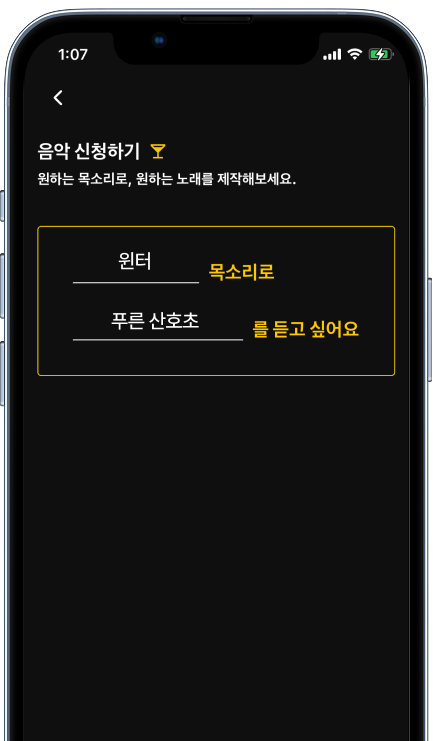 1:07
음악 신청하기
원하는 목소리로, 원하는 노래를 제작해보세요.
윈터 목소리로
푸른 산호초 를 듣고 싶어요